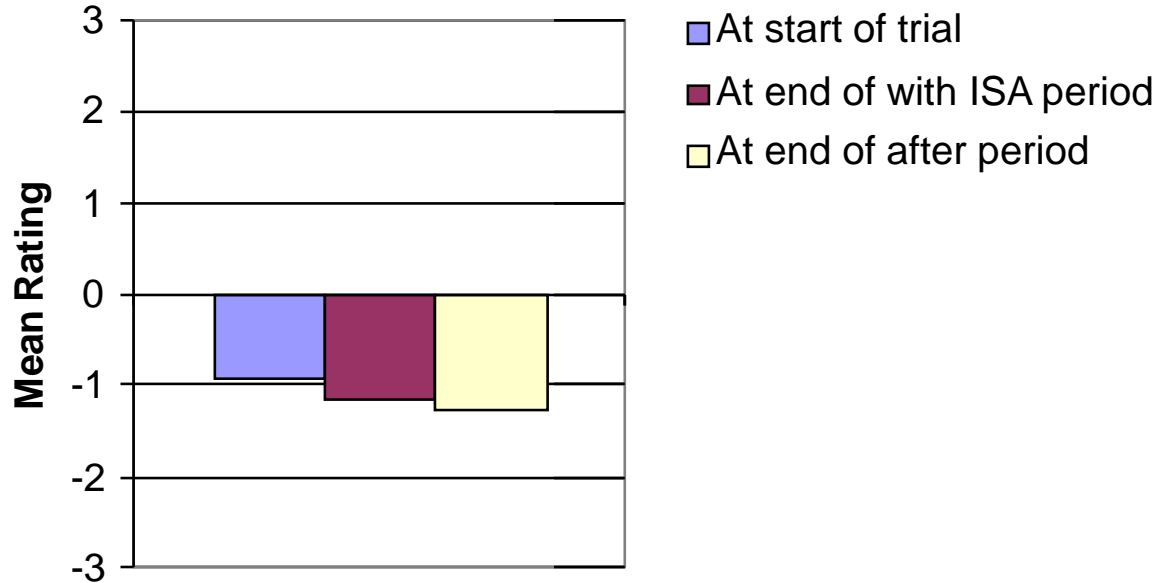 3
2
1
0
-1
-2
-3
Mean Rating
At start of trial
At end of with ISA period
At end of after period